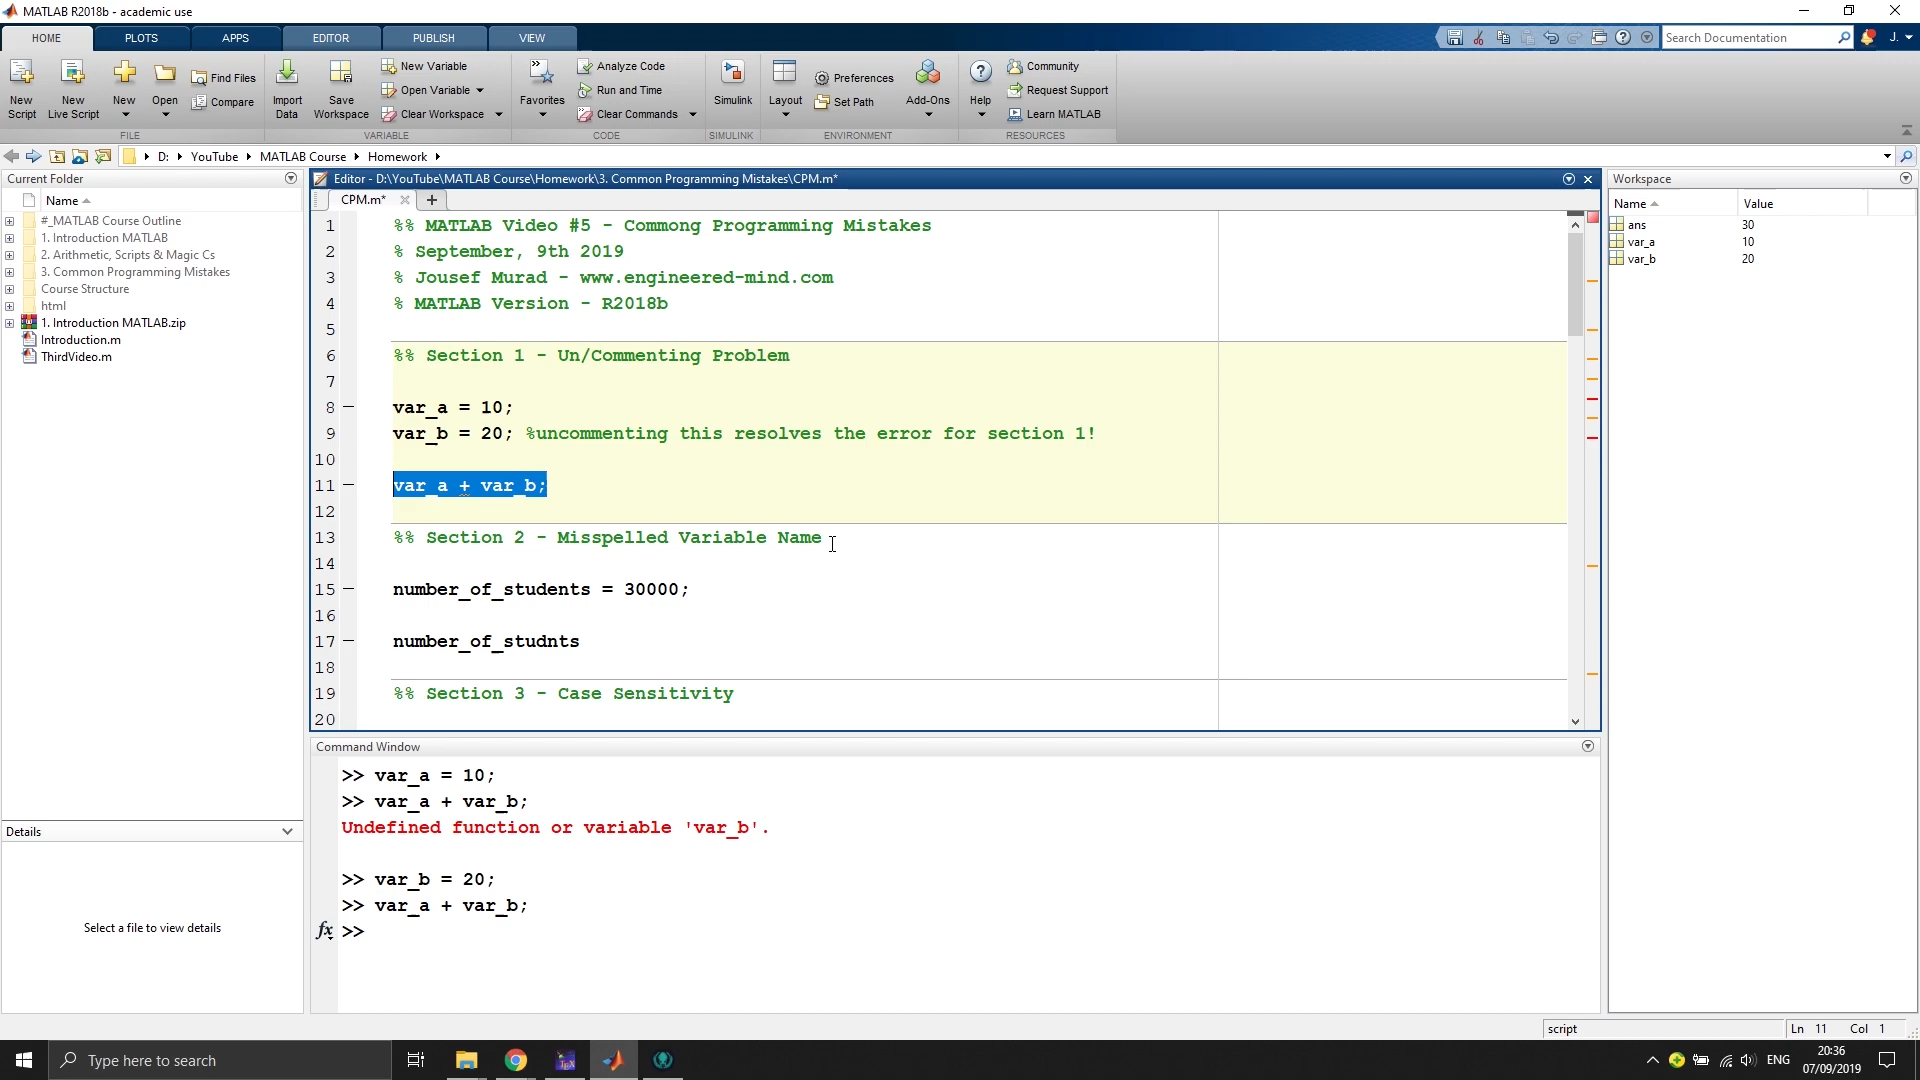 MATLAB R2018b - academic use
HOME PLOTS APPS EDITOR PUBLISH VIEW
Search Documentation
J.
New Script
New Live Script
New
Open
Find Files
Compare
FILE
Import Data
Save Workspace
New Variable
Open Variable
Clear Workspace
VARIABLE
Favorites
Analyze Code
Run and Time
Clear Commands
CODE
Simulink
SIMULINK
Layout
Preferences
Set Path
Add-Ons
ENVIRONMENT
Help
Community
Request Support
Learn MATLAB
RESOURCES
D: YouTube MATLAB Course Homework
Current Folder
Name
#_MATLAB Course Outline
1. Introduction MATLAB
2. Arithmetic, Scripts & Magic Cs
3. Common Programming Mistakes
Course Structure
html
1. Introduction MATLAB.zip
Introduction.m
ThirdVideo.m
Details
Select a file to view details
Editor - D:\YouTube\MATLAB Course\Homework\3. Common Programming Mistakes\CPM.m*
CPM.m*
1 %% MATLAB Video #5 - Commong Programming Mistakes
2 % September, 9th 2019
3 % Jousef Murad - www.engineered-mind.com
4 % MATLAB Version - R2018b
5
6 %% Section 1 - Un/Commenting Problem
7
8 var_a = 10;
9 var_b = 20; %uncommenting this resolves the error for section 1!
10
11 var_a + var_b;
12
13 %% Section 2 - Misspelled Variable Name
14
15 number_of_students = 30000;
16
17 number_of_studnts
18
19 %% Section 3 - Case Sensitivity
20
Command Window
>> var_a = 10;
>> var_a + var_b;
Undefined function or variable 'var_b'.
>> var_b = 20;
>> var_a + var_b;
fx >>
Workspace
Name Value
ans 30
var_a 10
var_b 20
script
Ln 11 Col 1
Type here to search
ENG
20:36
07/09/2019